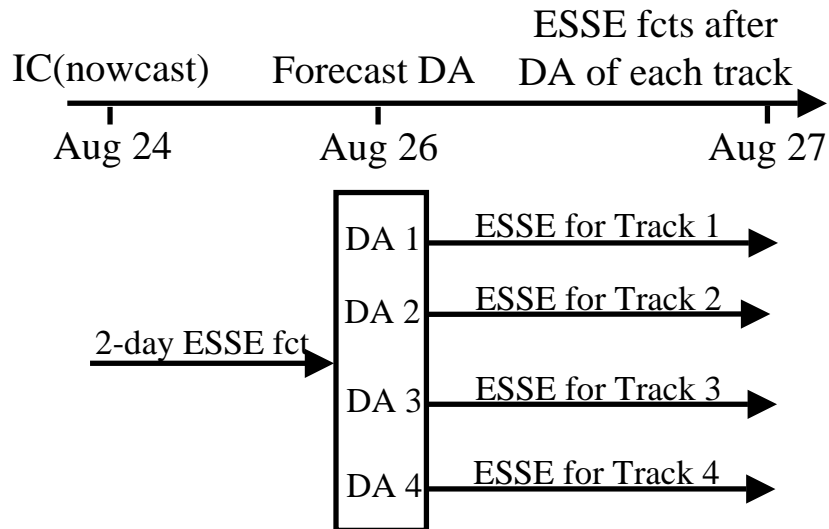 ESSE fcts after
IC(nowcast) Forecast DA DA of each track
Aug 24 Aug 26 Aug 27
DA 1 ESSE for Track 1
DA 2 ESSE for Track 2
2-day ESSE fct
DA 3 ESSE for Track 3
DA 4 ESSE for Track 4